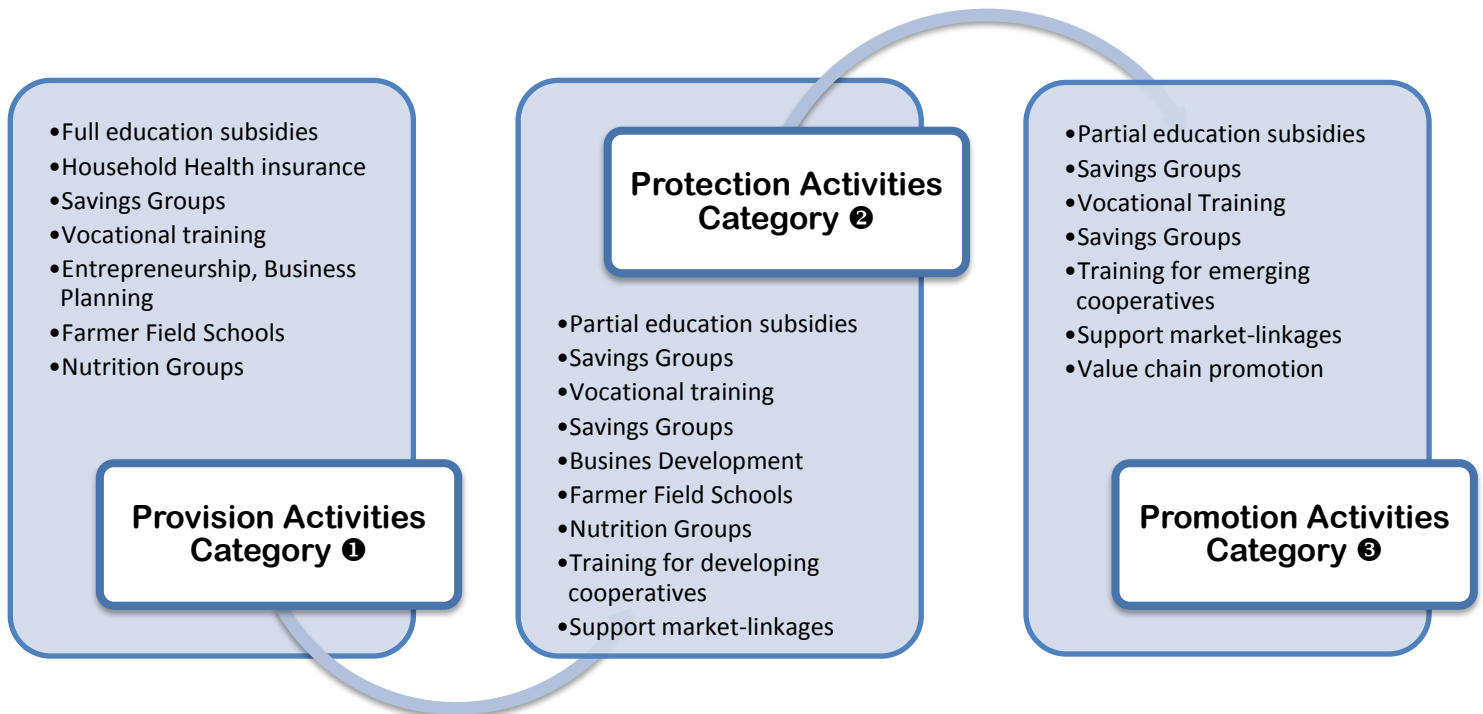 •Full education subsidies
•Household Health insurance
•Savings Groups
•Vocational training
•Entrepreneurship, Business
Planning
•Farmer Field Schools
•Nutrition Groups
Provision Activities
Category ❶
Protection Activities
Category ❷
•Partial education subsidies
•Savings Groups
•Vocational training
•Savings Groups
•Busines Development
•Farmer Field Schools
•Nutrition Groups
•Training for developing
cooperatives
•Support market-linkages
•Partial education subsidies
•Savings Groups
•Vocational Training
•Savings Groups
•Training for emerging
cooperatives
•Support market-linkages
•Value chain promotion
Promotion Activities
Category ❸